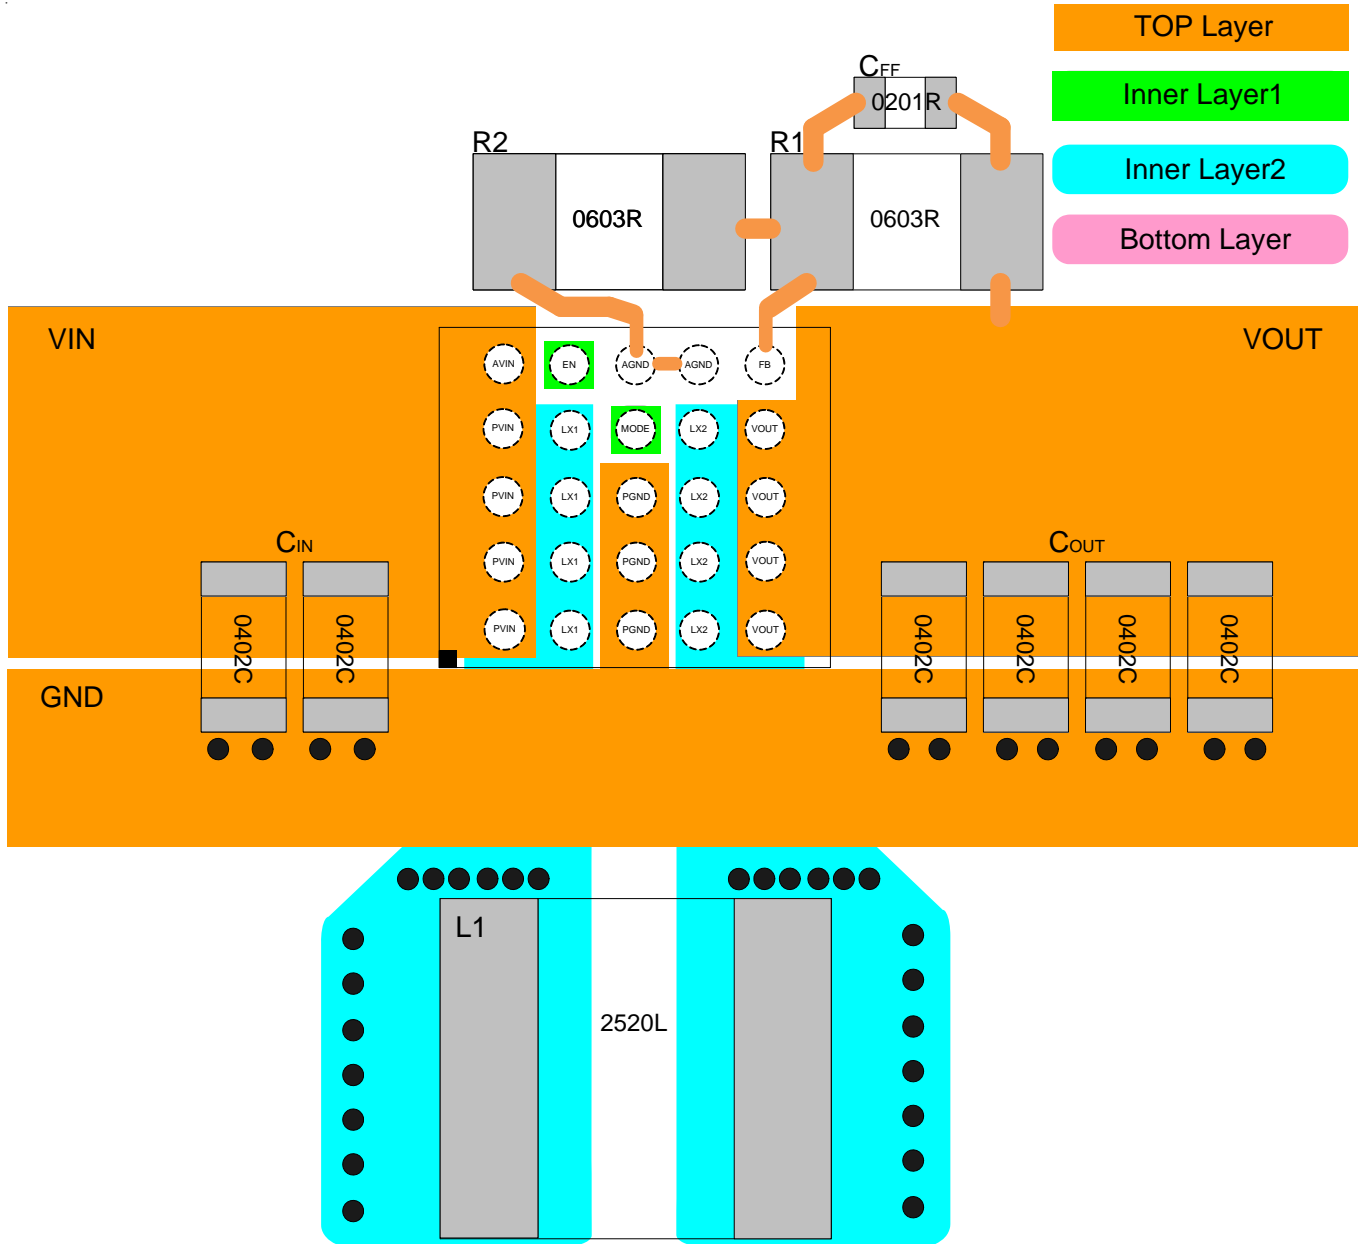 TOP Layer
Inner Layer1
Inner Layer2
Bottom Layer
CFF
0201R
R2
R1
0603R
0603R
VIN
VOUT
AVIN
EN
AGND
AGND
FB
PVIN
LX1
MODE
LX2
VOUT
PVIN
LX1
PGND
LX2
VOUT
PVIN
LX1
PGND
LX2
VOUT
PVIN
LX1
PGND
LX2
VOUT
CIN
COUT
0402C
0402C
0402C
0402C
0402C
0402C
GND
L1
2520L